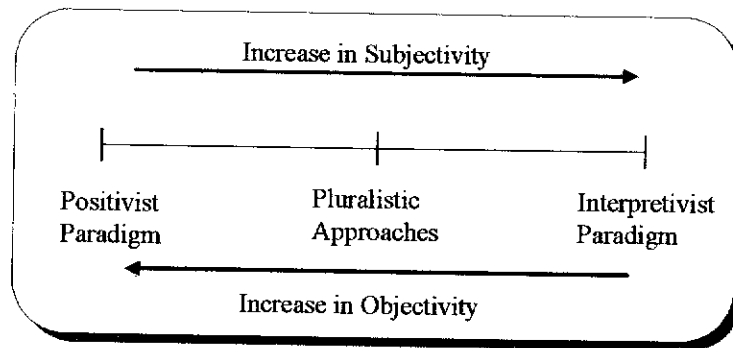 Increase in Subjectivity
Positivist Paradigm
Pluralistic Approaches
Interpretivist Paradigm
Increase in Objectivity